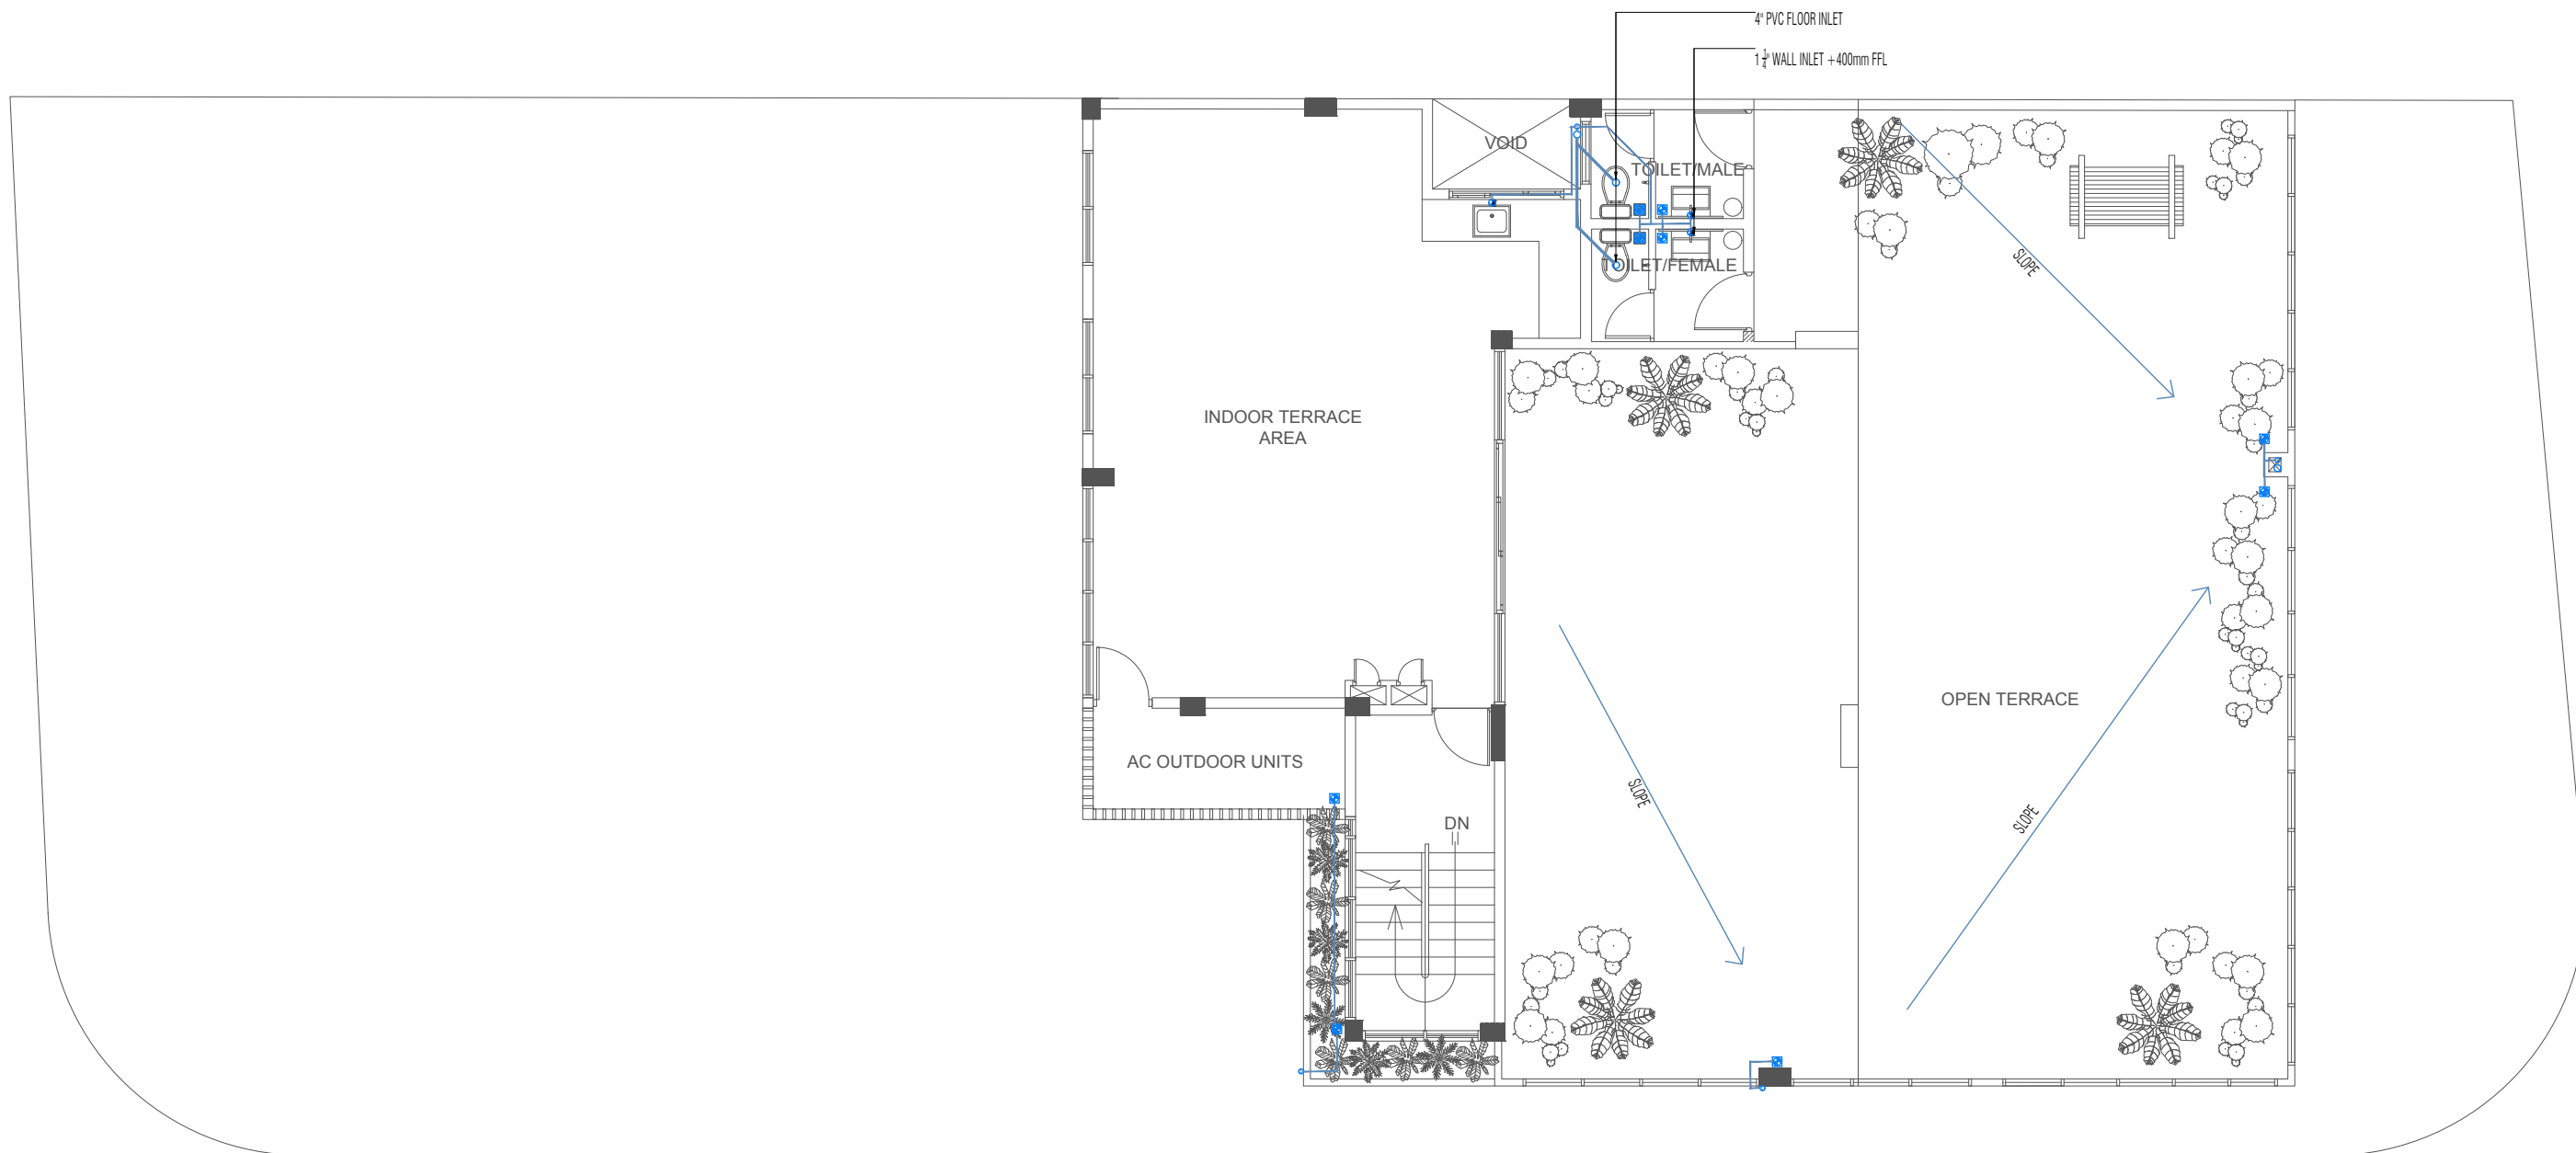 4" PVC FLOOR INLET
1 1/4" WALL INLET +400mm FFL
VOID
TOILET/MALE
TOILET/FEMALE
SLOPE
INDOOR TERRACE
AREA
OPEN TERRACE
AC OUTDOOR UNITS
SLOPE
SLOPE
DN